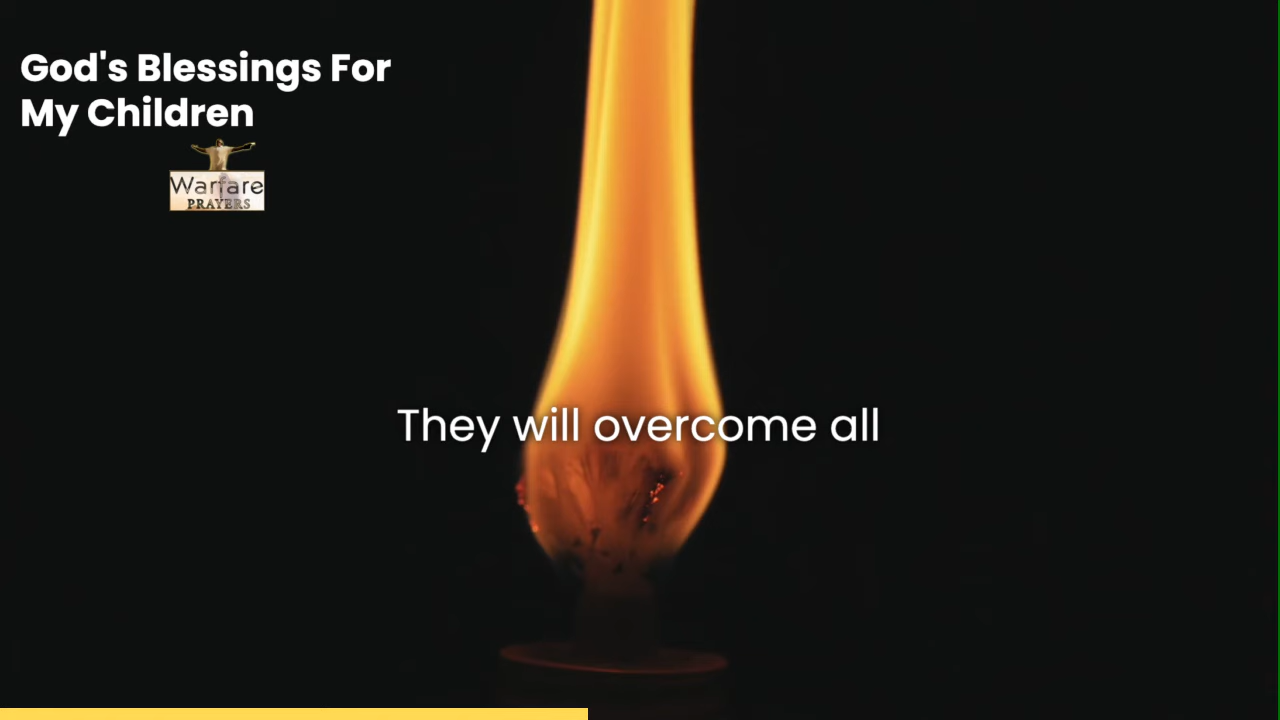 God's Blessings For
My Children
Warfare
PRAYERS
They will overcome all